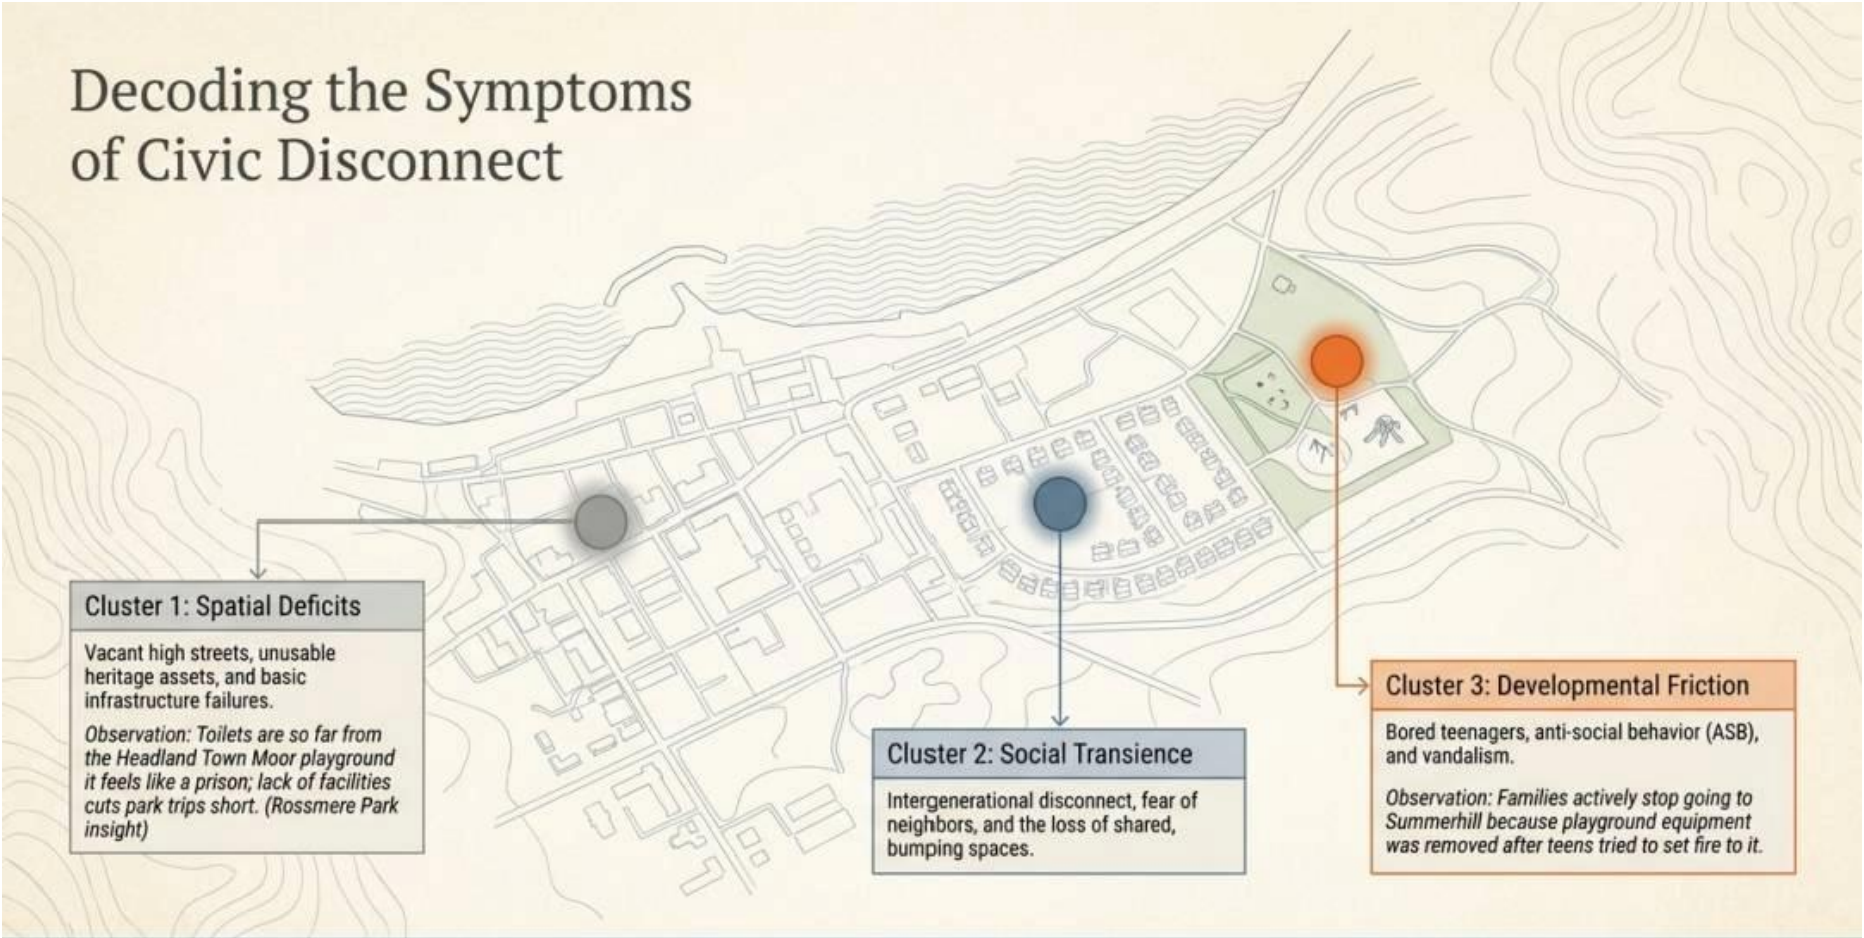 Decoding the Symptoms
of Civic Disconnect
Cluster 1: Spatial Deficits
Vacant high streets, unusable
heritage assets, and basic
infrastructure failures.
Observation: Toilets are so far from
the Headland Town Moor playground
it feels like a prison; lack of facilities
cuts park trips short. (Rossmere Park
insight)
Cluster 2: Social Transience
Intergenerational disconnect, fear of
neighbors, and the loss of shared,
bumping spaces.
Cluster 3: Developmental Friction
Bored teenagers, anti-social behavior (ASB),
and vandalism.
Observation: Families actively stop going to
Summerhill because playground equipment
was removed after teens tried to set fire to it.